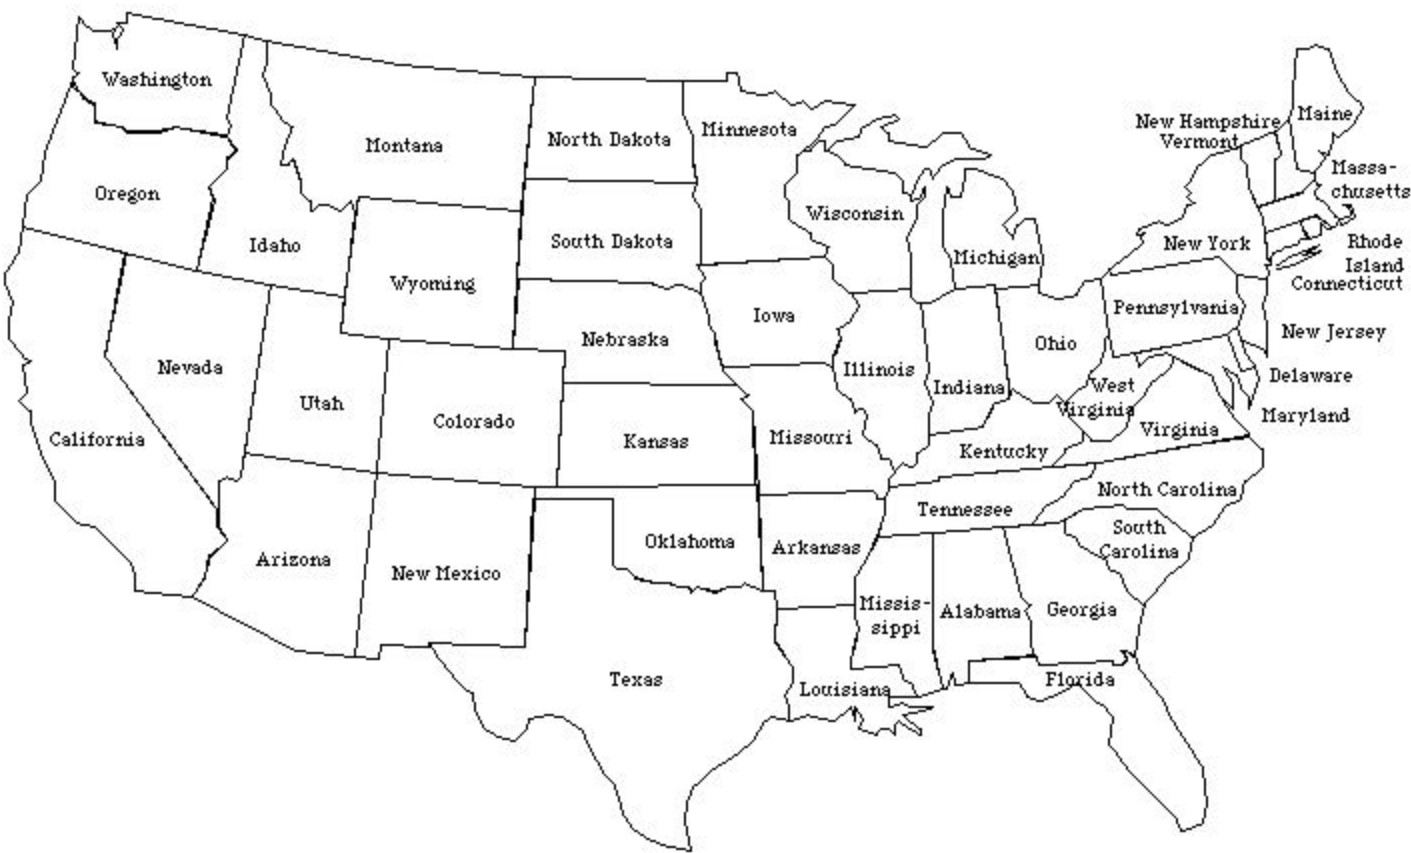 Washington
Montana
North Dakota
Minnesota
New Hampshire
Vermont
Maine
Massa-
chusetts
Oregon
Idaho
Wyoming
South Dakota
Wisconsin
Michigan
New York
Rhode
Island
Connecticut
Nevada
Utah
Colorado
Nebraska
Iowa
Illinois
Indiana
Ohio
Pennsylvania
New Jersey
Delaware
Maryland
West
Virginia
Virginia
California
Kansas
Missouri
Kentucky
Arizona
New Mexico
Oklahoma
Arkansas
Tennessee
North Carolina
South
Carolina
Texas
Louisiana
Missis-
sippi
Alabama
Georgia
Florida